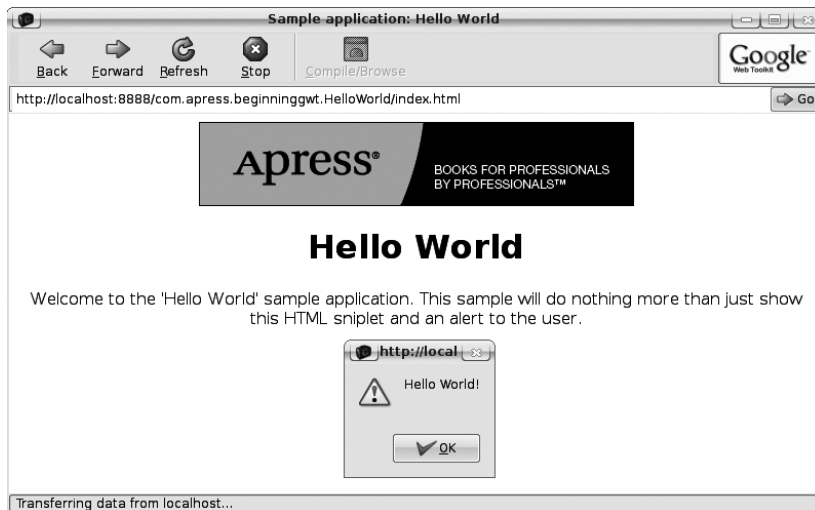 Sample application: Hello World
Back Forward Refresh Stop Compile/Browse
Google
Web Toolkit
http://localhost:8888/com.apress.beginninggwt.HelloWorld/index.html Go
Apress®
BOOKS FOR PROFESSIONALS
BY PROFESSIONALS™
Hello World
Welcome to the 'Hello World' sample application. This sample will do nothing more than just show
this HTML sniplet and an alert to the user.
http://local
Hello World!
OK
Transferring data from localhost...